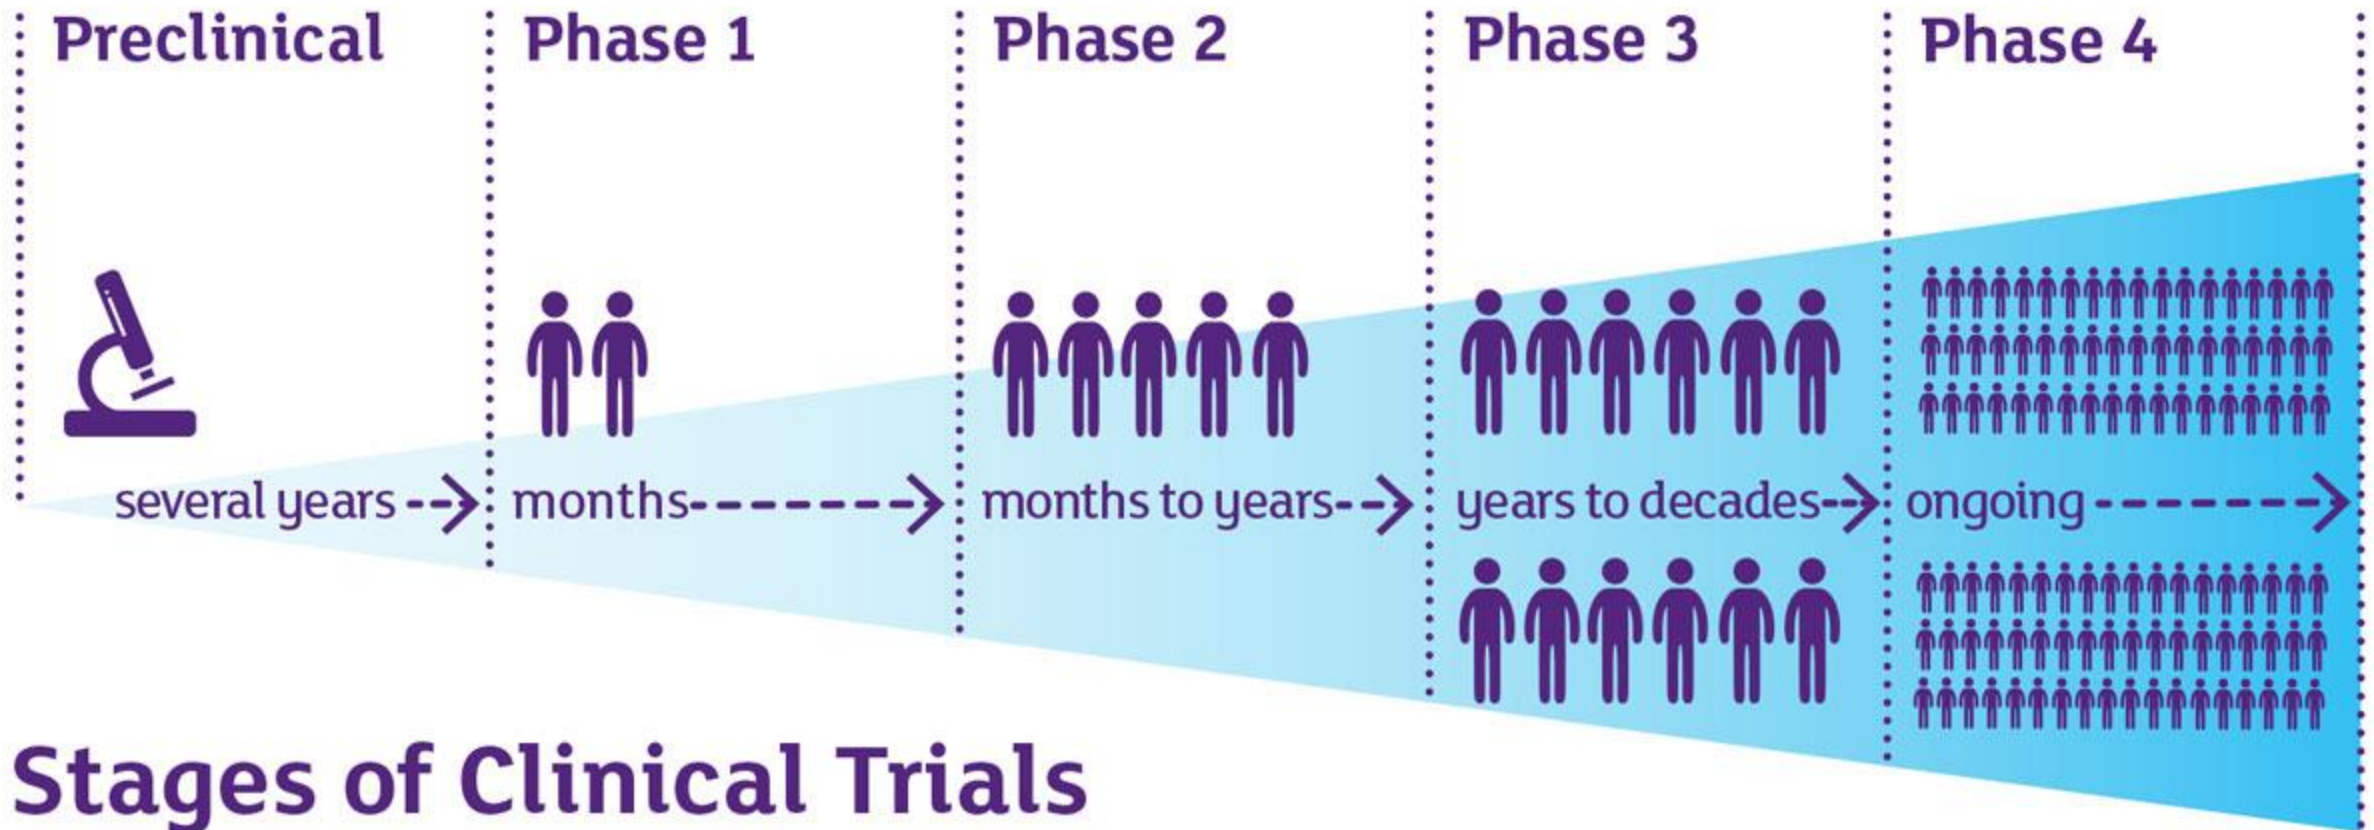 Preclinical
Phase 1
Phase 2
Phase 3
Phase 4
several years
months
months to years
years to decades
ongoing
Stages of Clinical Trials